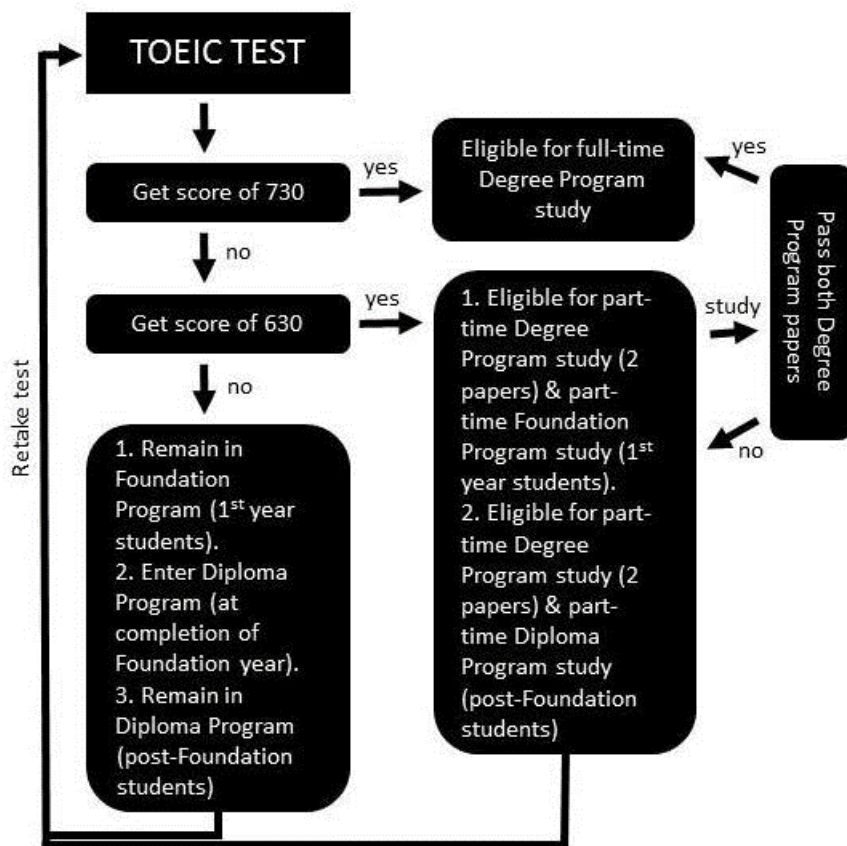 TOEIC TEST
Get score of 730
yes
Eligible for full-time
Degree Program
study
yes
Pass both Degree
Program papers
no
Get score of 630
yes
1. Eligible for part-
time Degree
Program study (2
papers) & part-
time Foundation
Program study (1st
year students).
2. Eligible for part-
time Degree
Program study (2
papers) & part-
time Diploma
Program study
(post-Foundation
students)
study
no
no
1. Remain in
Foundation
Program (1st year
students).
2. Enter Diploma
Program (at
completion of
Foundation year).
3. Remain in
Diploma Program
(post-Foundation
students)
Retake test